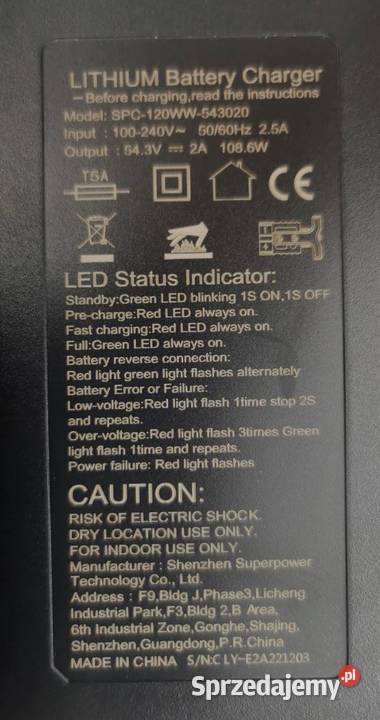 LITHIUM Battery Charger
-Before charging,read the instructions
Model: SPC-120WW-543020
Input : 100-240V~ 50/60Hz 2.5A
Output : 54.3V ⎓ 2A 108.6W
T5A
CE
LED Status Indicator:
Standby:Green LED blinking 1S ON,1S OFF
Pre-charge:Red LED always on.
Fast charging:Red LED always on.
Full:Green LED always on.
Battery reverse connection:
Red light green light flashes alternately
Battery Error or Failure:
Low-voltage:Red light flash 1time stop 2S
and repeats.
Over-voltage:Red light flash 3times Green
light flash 1time and repeats.
Power failure: Red light flashes
CAUTION:
RISK OF ELECTRIC SHOCK.
DRY LOCATION USE ONLY.
FOR INDOOR USE ONLY.
Manufacturer : Shenzhen Superpower
Technology Co., Ltd.
Address : F9,Bldg J,Phase3,Licheng
Industrial Park,F3,Bldg 2,B Area,
6th Industrial Zone,Gonghe,Shajing,
Shenzhen,Guangdong,P.R.China
MADE IN CHINA S/N:C LY-E2A221203
Sprzedajemy.pl